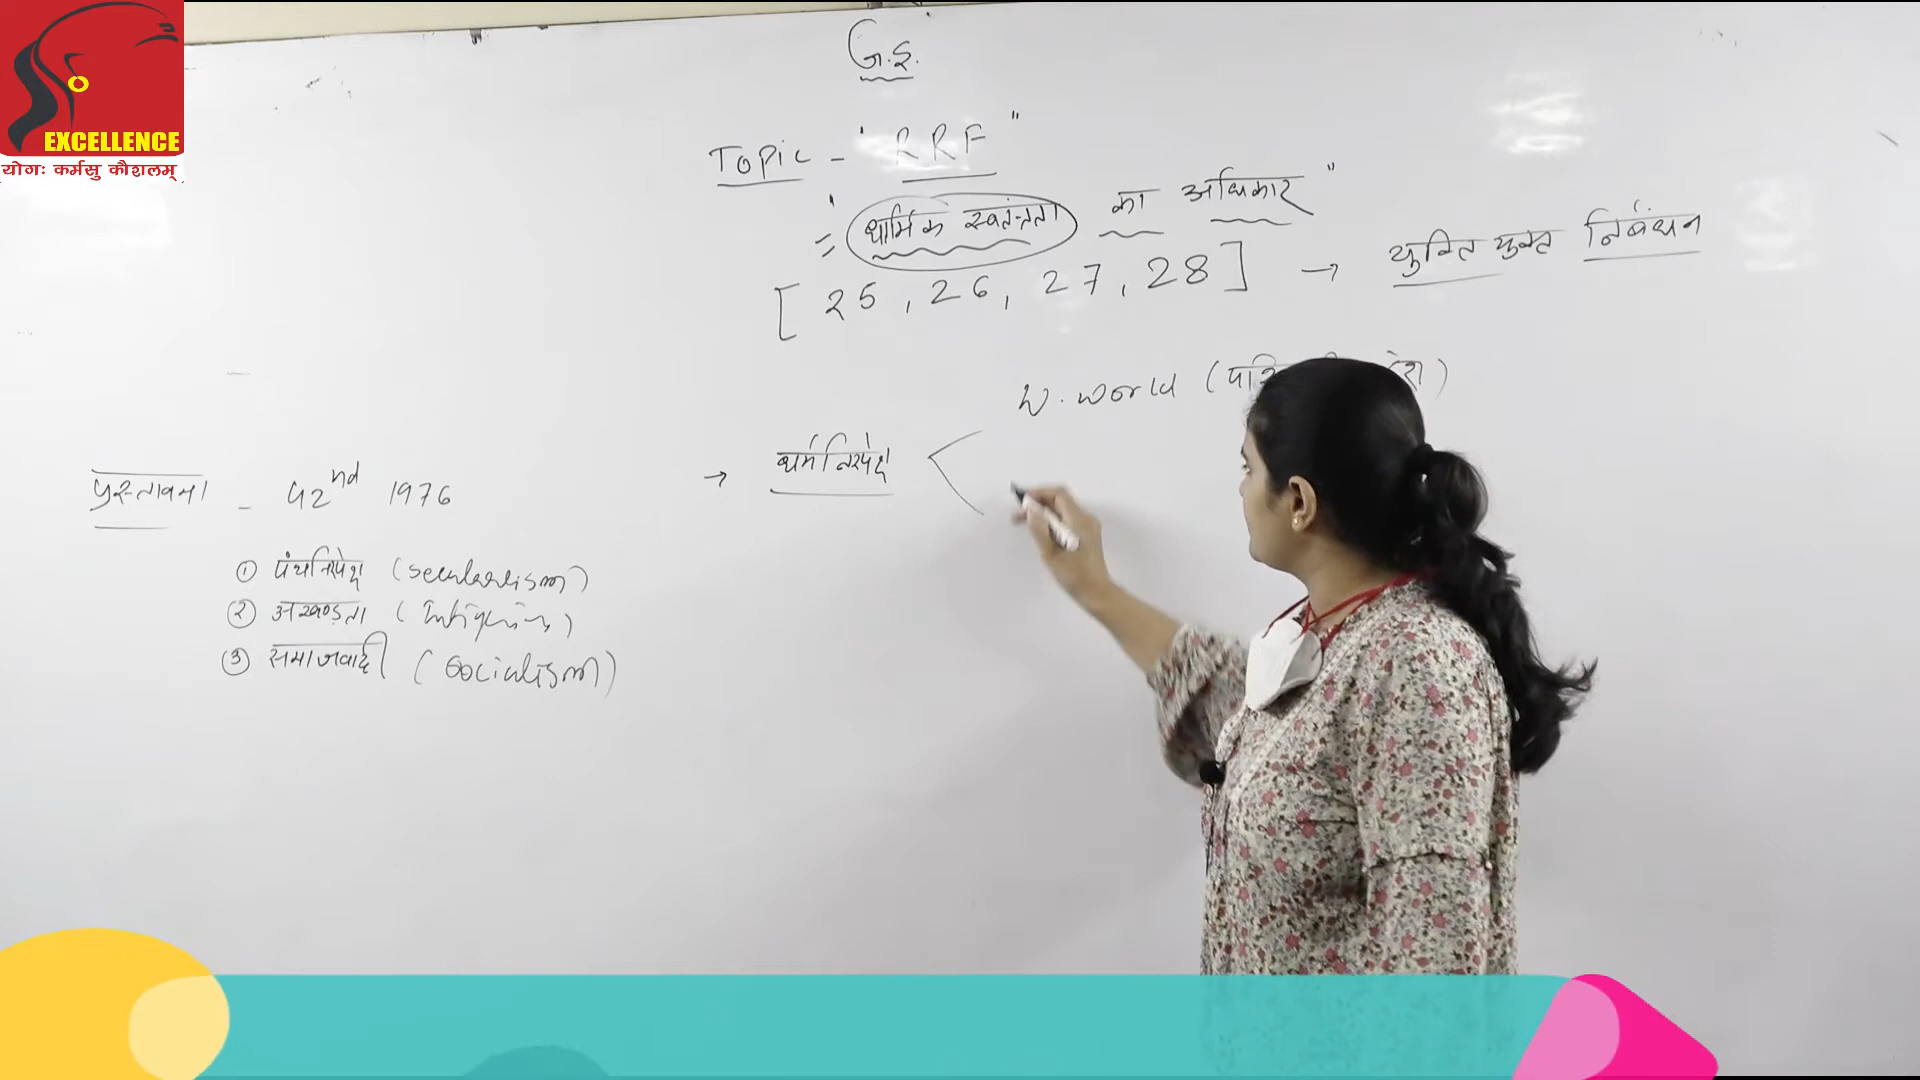 EXCELLENCE
योगः कर्मसु कौशलम्
G.S.
Topic - "RRF"
= "धार्मिक स्वतंत्रता का अधिकार"
[ 25, 26, 27, 28 ] → युक्ति युक्त निर्बंधन
W. World (
→ धर्मनिरपेक्ष
प्रस्तावना - 42nd 1976
① पंथनिरपेक्ष (Secularism)
② अखण्डता (
③ समाजवादी (Socialism)